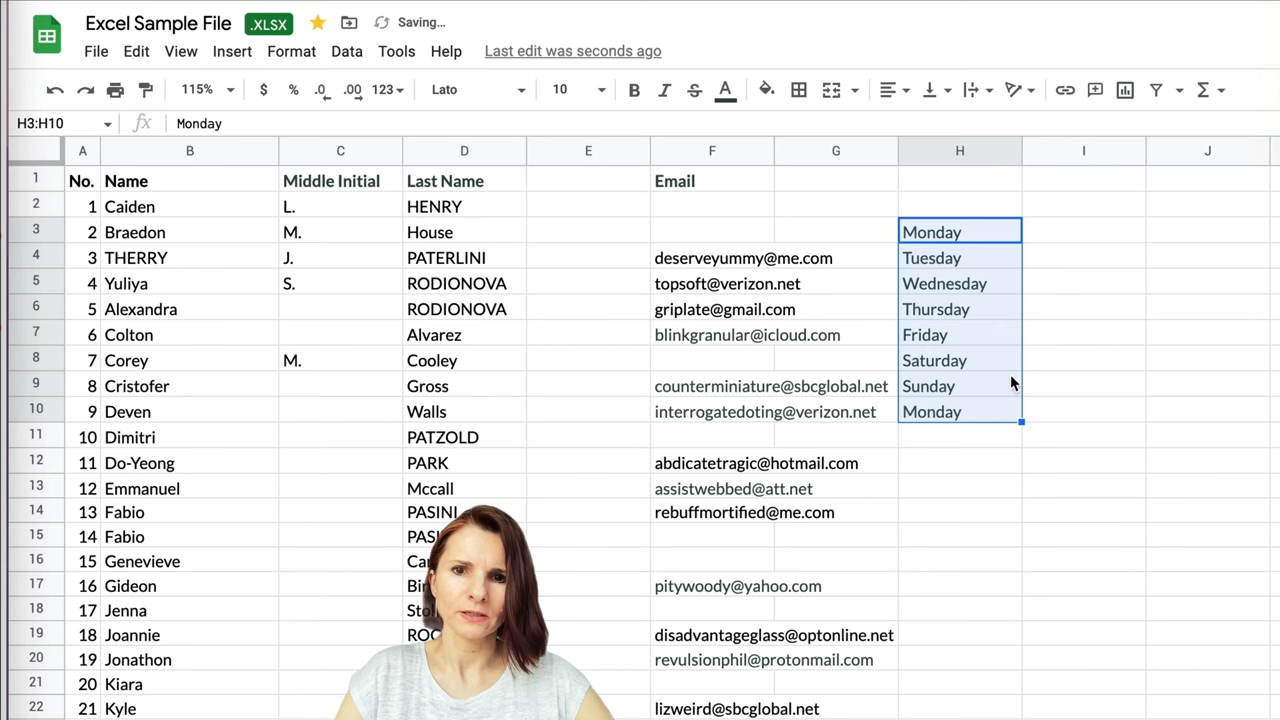 Excel Sample File .XLSX Saving…
File Edit View Insert Format Data Tools Help Last edit was seconds ago
115% $ % .0 .00 123 Lato 10 B I S A Σ
H3:H10 fx Monday
A B C D E F G H I J
1 No. Name Middle Initial Last Name Email
2 1 Caiden L. HENRY
3 2 Braedon M. House Monday
4 3 THERRY J. PATERLINI deserveyummy@me.com Tuesday
5 4 Yuliya S. RODIONOVA topsoft@verizon.net Wednesday
6 5 Alexandra RODIONOVA griplate@gmail.com Thursday
7 6 Colton Alvarez blinkgranular@icloud.com Friday
8 7 Corey M. Cooley Saturday
9 8 Cristofer Gross counterminiature@sbcglobal.net Sunday
10 9 Deven Walls interrogatedoting@verizon.net Monday
11 10 Dimitri PATZOLD
12 11 Do-Yeong PARK abdicatetragic@hotmail.com
13 12 Emmanuel Mccall assistwebbed@att.net
14 13 Fabio PASINI rebuffmortified@me.com
15 14 Fabio
16 15 Genevieve
17 16 Gideon pitywoody@yahoo.com
18 17 Jenna
19 18 Joannie disadvantageglass@optonline.net
20 19 Jonathon revulsionphil@protonmail.com
21 20 Kiara
22 21 Kyle lizweird@sbcglobal.net